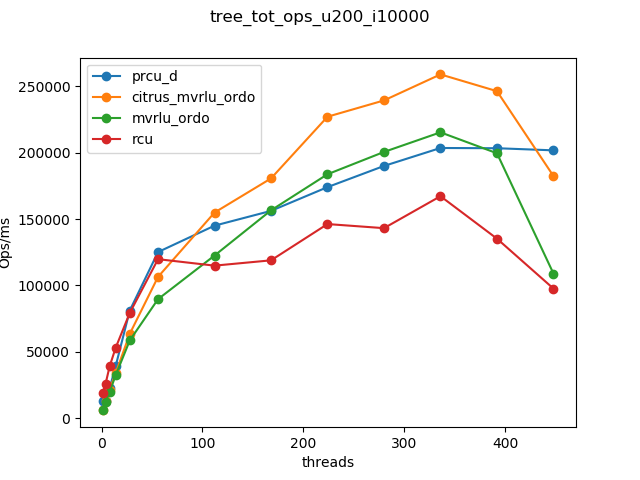 tree_tot_ops_u200_i10000
prcu_d
citrus_mvrlu_ordo
mvrlu_ordo
rcu
250000
200000
150000
100000
50000
0
Ops/ms
0 100 200 300 400
threads